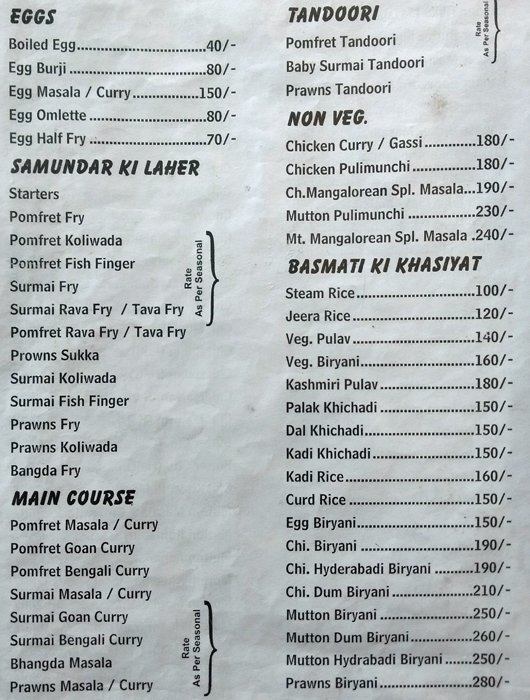 EGGS
Boiled Egg..............................40/-
Egg Burji ................................80/-
Egg Masala / Curry................150/-
Egg Omlette ...........................80/-
Egg Half Fry ...........................70/-
SAMUNDAR KI LAHER
Starters
Pomfret Fry
Pomfret Koliwada
Pomfret Fish Finger
Surmai Fry
Surmai Rava Fry / Tava Fry
Pomfret Rava Fry / Tava Fry
Prowns Sukka
Surmai Koliwada
Surmai Fish Finger
Prawns Fry
Prawns Koliwada
Bangda Fry
Rate
As Per Seasonal
MAIN COURSE
Pomfret Masala / Curry
Pomfret Goan Curry
Pomfret Bengali Curry
Surmai Masala / Curry
Surmai Goan Curry
Surmai Bengali Curry
Bhangda Masala
Prawns Masala / Curry
Rate
As Per Seasonal
TANDOORI
Pomfret Tandoori
Baby Surmai Tandoori
Prawns Tandoori
Rate
As Per Seasonal
NON VEG.
Chicken Curry / Gassi ............180/-
Chicken Pulimunchi ...............180/-
Ch.Mangalorean Spl. Masala...190/-
Mutton Pulimunchi ................230/-
Mt. Mangalorean Spl. Masala .240/-
BASMATI KI KHASIYAT
Steam Rice...........................100/-
Jeera Rice............................120/-
Veg. Pulav............................140/-
Veg. Biryani..........................160/-
Kashmiri Pulav......................180/-
Palak Khichadi ......................150/-
Dal Khichadi.........................150/-
Kadi Khichadi .......................150/-
Kadi Rice..............................160/-
Curd Rice .............................150/-
Egg Biryani...........................150/-
Chi. Biryani ..........................190/-
Chi. Hyderabadi Biryani .........190/-
Chi. Dum Biryani ...................210/-
Mutton Biryani......................250/-
Mutton Dum Biryani..............260/-
Mutton Hydrabadi Biryani ......250/-
Prawns Biryani......................280/-